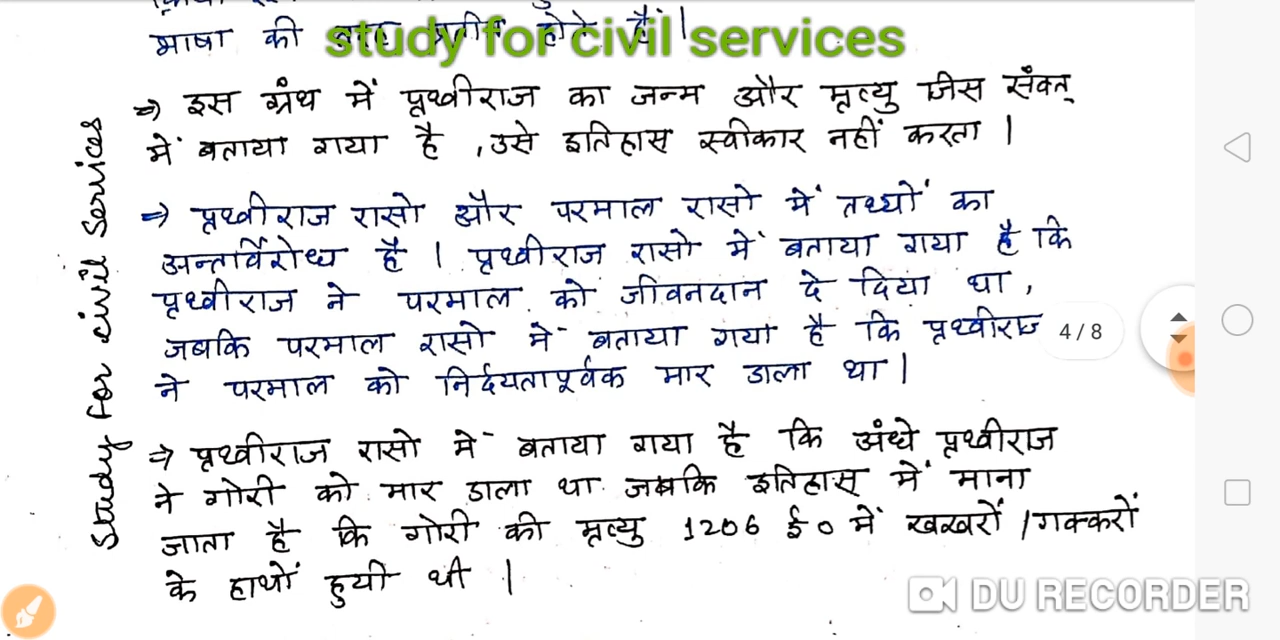 भाषा की होते हैं |
study for civil services
⇒ इस ग्रंथ में पृथ्वीराज का जन्म और मृत्यु जिस संवत्
में बताया गया है , उसे इतिहास स्वीकार नहीं करता |
⇒ पृथ्वीराज रासो और परमाल रासो में तथ्यों का
अन्तर्विरोध है | पृथ्वीराज रासो में बताया गया है कि
पृथ्वीराज ने परमाल को जीवनदान दे दिया था ,
जबकि परमाल रासो में बताया गया है कि पृथ्वीराज
ने परमाल को निर्दयतापूर्वक मार डाला था |
⇒ पृथ्वीराज रासो में बताया गया है कि अंधे पृथ्वीराज
ने गोरी को मार डाला था जबकि इतिहास में माना
जाता है कि गोरी की मृत्यु 1206 ई० में खखरों / गक्करों
के हाथों हुयी थी |
Study for civil services
4 / 8
DU RECORDER